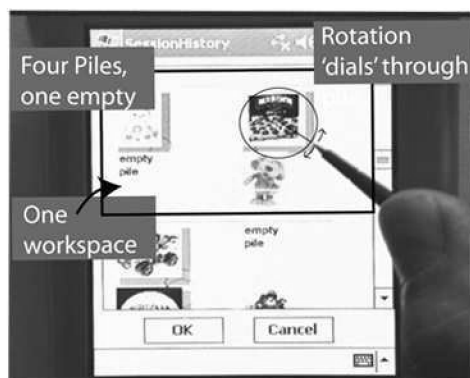 SessionHistory
Four Piles,
one empty
Rotation
'dials' through
empty
pile
One
workspace
empty
pile
OK
Cancel